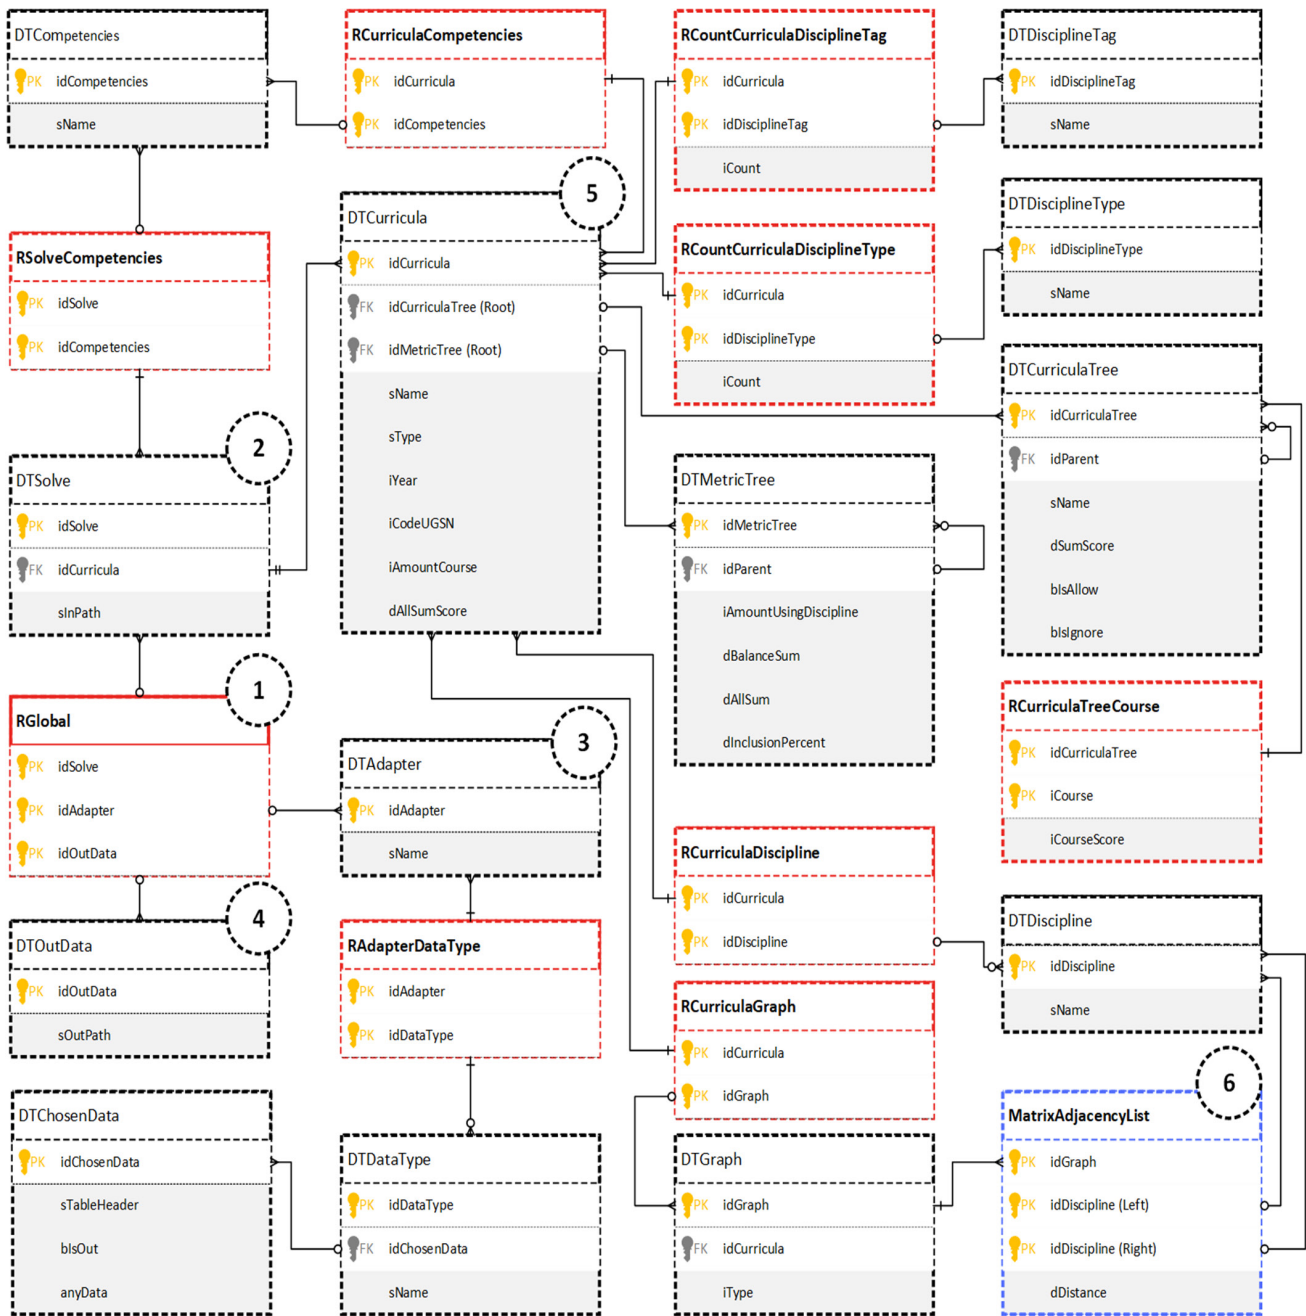 DTCompetencies
PK idCompetencies
sName
RCurriculaCompetencies
PK idCurricula
PK idCompetencies
RCountCurriculaDisciplineTag
PK idCurricula
PK idDisciplineTag
iCount
DTDisciplineTag
PK idDisciplineTag
sName
5
DTCurricula
PK idCurricula
FK idCurriculaTree (Root)
FK idMetricTree (Root)
sName
sType
iYear
iCodeUGSN
iAmountCourse
dAllSumScore
RCountCurriculaDisciplineType
PK idCurricula
PK idDisciplineType
iCount
DTDisciplineType
PK idDisciplineType
sName
RSolveCompetencies
PK idSolve
PK idCompetencies
DTCurriculaTree
PK idCurriculaTree
FK idParent
sName
dSumScore
bIsAllow
bIsIgnore
2
DTSolve
PK idSolve
FK idCurricula
sInPath
DTMetricTree
PK idMetricTree
FK idParent
iAmountUsingDiscipline
dBalanceSum
dAllSum
dInclusionPercent
1
RGlobal
PK idSolve
PK idAdapter
PK idOutData
3
DTAdapter
PK idAdapter
sName
RCurriculaTreeCourse
PK idCurriculaTree
PK iCourse
iCourseScore
RCurriculaDiscipline
PK idCurricula
PK idDiscipline
4
DTOutData
PK idOutData
sOutPath
RAdapterDataType
PK idAdapter
PK idDataType
DTDiscipline
PK idDiscipline
sName
RCurriculaGraph
PK idCurricula
PK idGraph
6
DTChosenData
PK idChosenData
sTableHeader
bIsOut
anyData
DTDataType
PK idDataType
FK idChosenData
sName
DTGraph
PK idGraph
FK idCurricula
iType
MatrixAdjacencyList
PK idGraph
PK idDiscipline (Left)
PK idDiscipline (Right)
dDistance